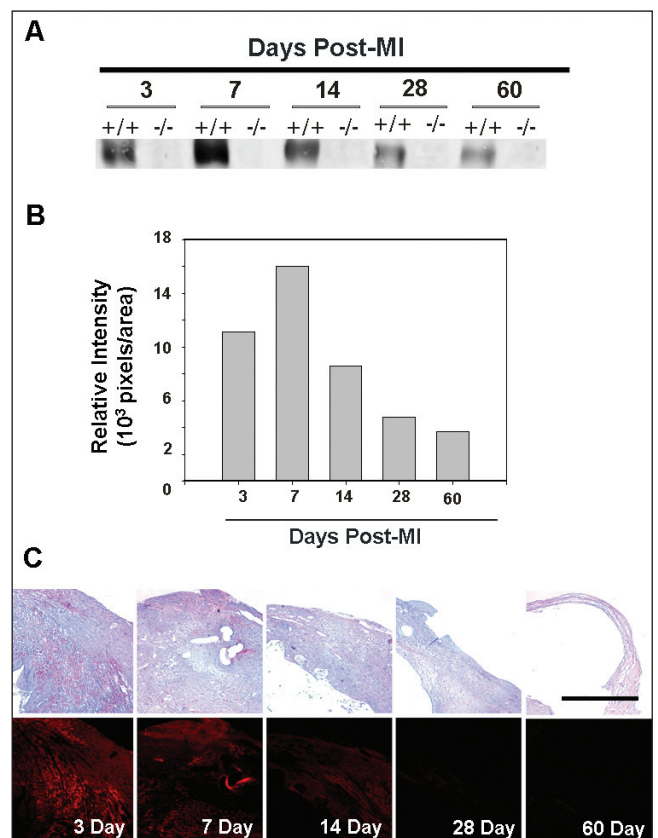 A
Days Post-MI
3 7 14 28 60
+/+ -/- +/+ -/- +/+ -/- +/+ -/- +/+ -/-
B
18
14
10
6
2
0
Relative Intensity
(10³ pixels/area)
3 7 14 28 60
Days Post-MI
C
3 Day 7 Day 14 Day 28 Day 60 Day